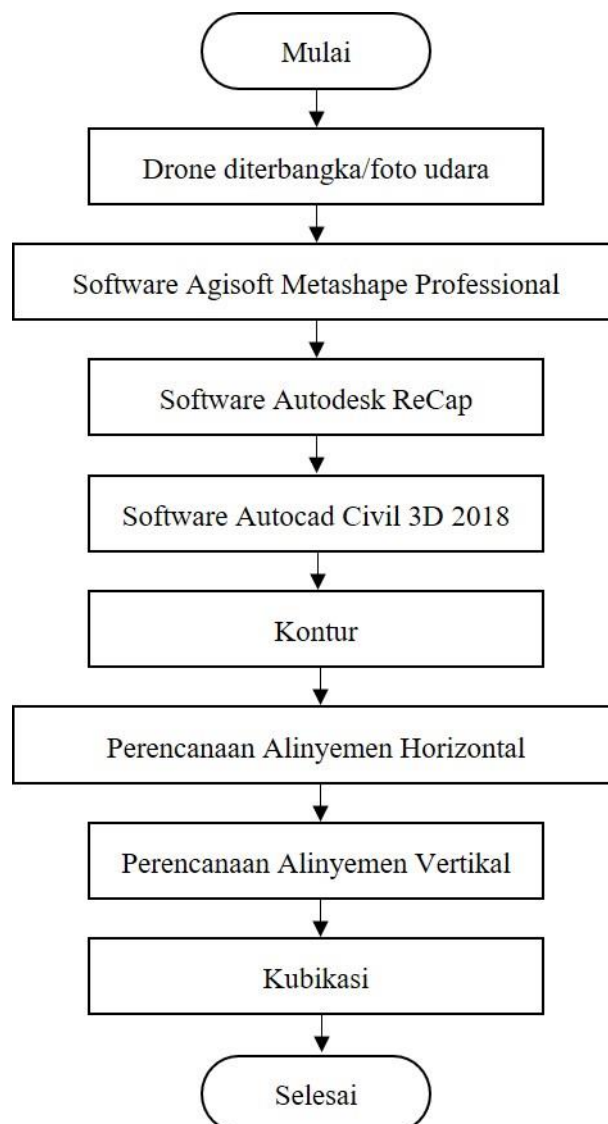 Mulai
Drone diterbangka/foto udara
Software Agisoft Metashape Professional
Software Autodesk ReCap
Software Autocad Civil 3D 2018
Kontur
Perencanaan Alinyemen Horizontal
Perencanaan Alinyemen Vertikal
Kubikasi
Selesai